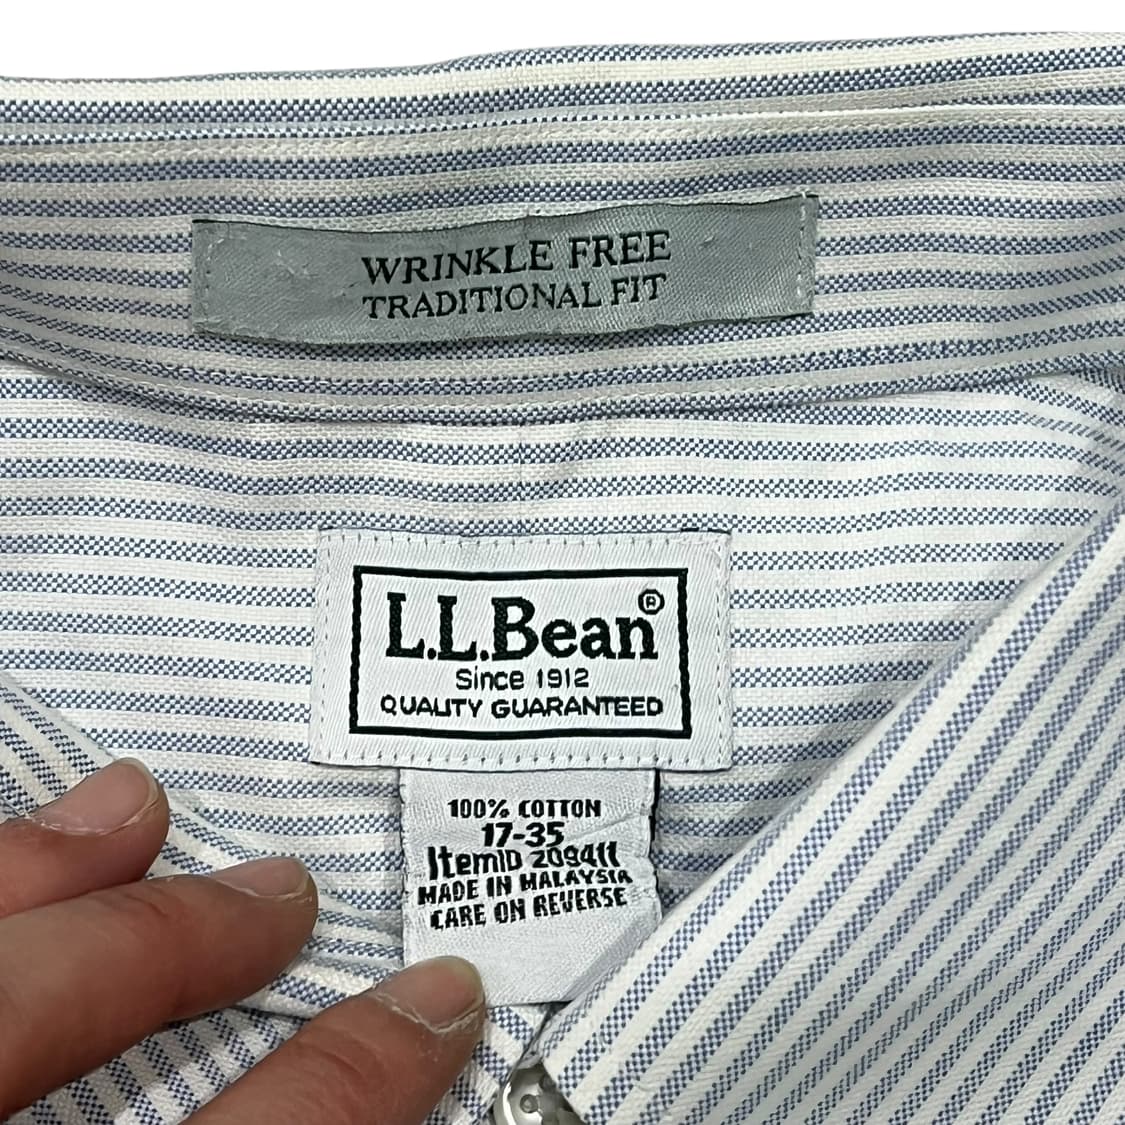 WRINKLE FREE
TRADITIONAL FIT
L.L.Bean®
Since 1912
QUALITY GUARANTEED
100% COTTON
17-35
ItemID 209411
MADE IN MALAYSIA
CARE ON REVERSE